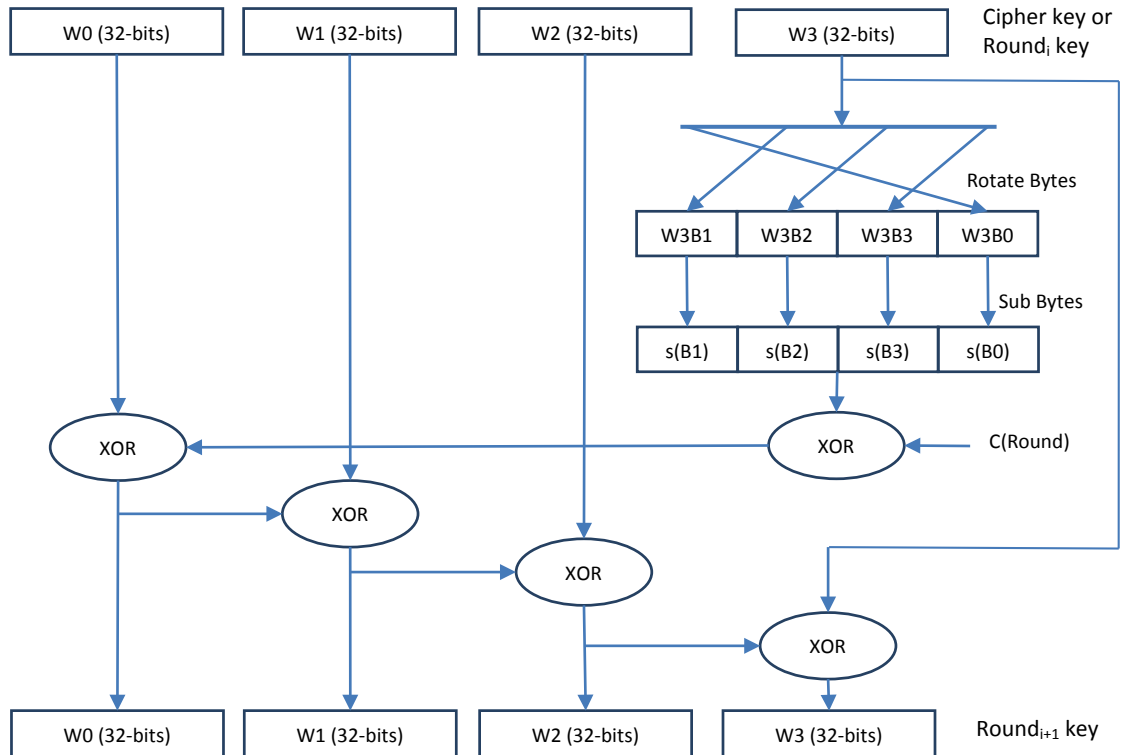 W0 (32-bits)
W1 (32-bits)
W2 (32-bits)
W3 (32-bits)
Cipher key or
Roundᵢ key
Rotate Bytes
W3B1
W3B2
W3B3
W3B0
Sub Bytes
s(B1)
s(B2)
s(B3)
s(B0)
XOR
XOR
C(Round)
XOR
XOR
XOR
W0 (32-bits)
W1 (32-bits)
W2 (32-bits)
W3 (32-bits)
Roundᵢ₊₁ key